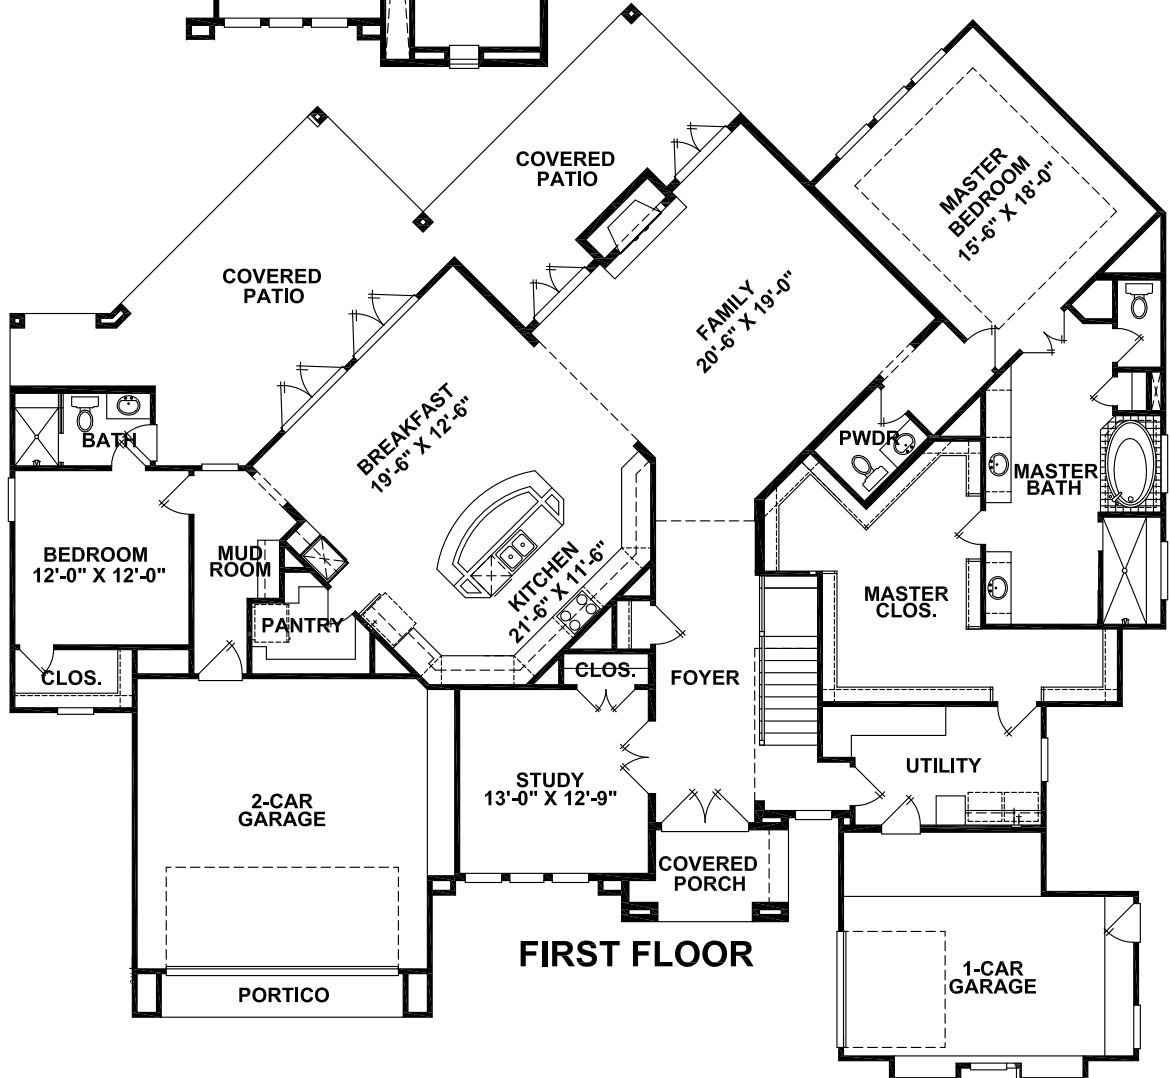 COVERED
PATIO
MASTER
BEDROOM
15'-6" X 18'-0"
COVERED
PATIO
FAMILY
20'-6" X 19'-0"
BREAKFAST
19'-6" X 12'-6"
BATH
PWDR
MASTER
BATH
BEDROOM
12'-0" X 12'-0"
MUD
ROOM
KITCHEN
21'-6" X 11'-6"
MASTER
CLOS.
PANTRY
CLOS.
CLOS.
FOYER
UTILITY
STUDY
13'-0" X 12'-9"
2-CAR
GARAGE
COVERED
PORCH
FIRST FLOOR
1-CAR
GARAGE
PORTICO